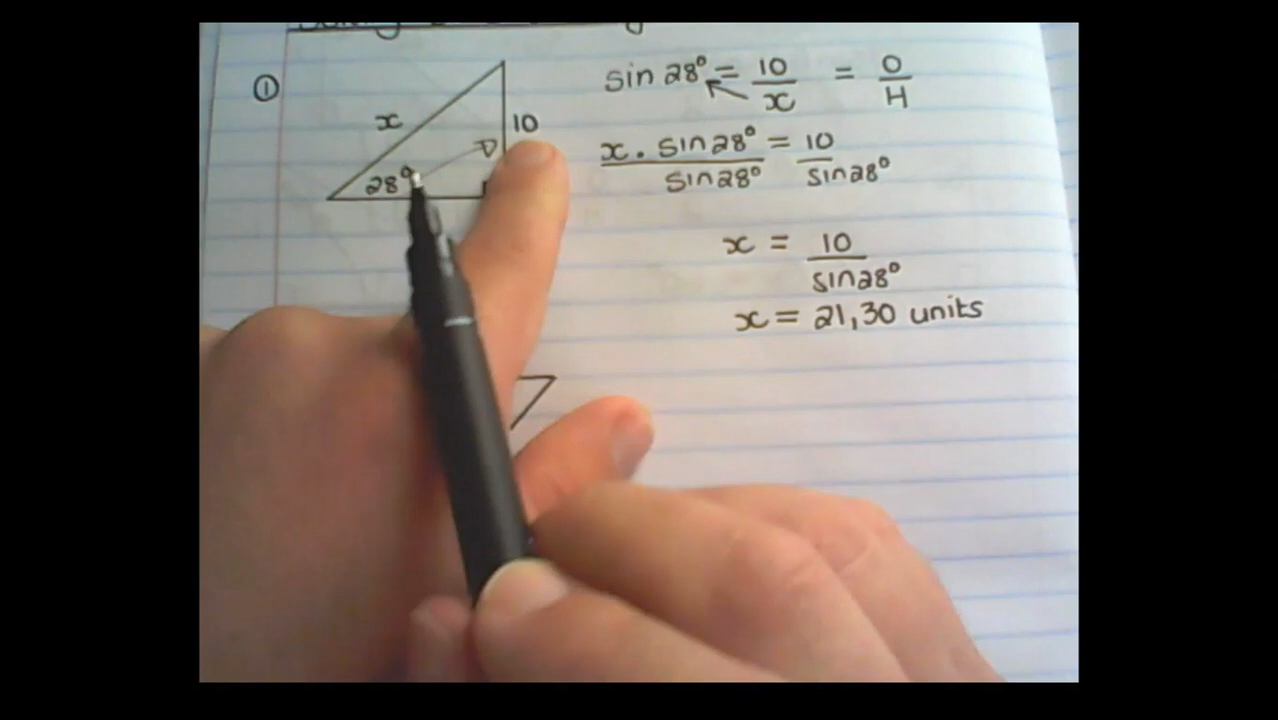 ①
x
10
28°
sin 28° = 10/x = O/H
x . sin 28° / sin 28° = 10 / sin 28°
x = 10 / sin 28°
x = 21,30 units